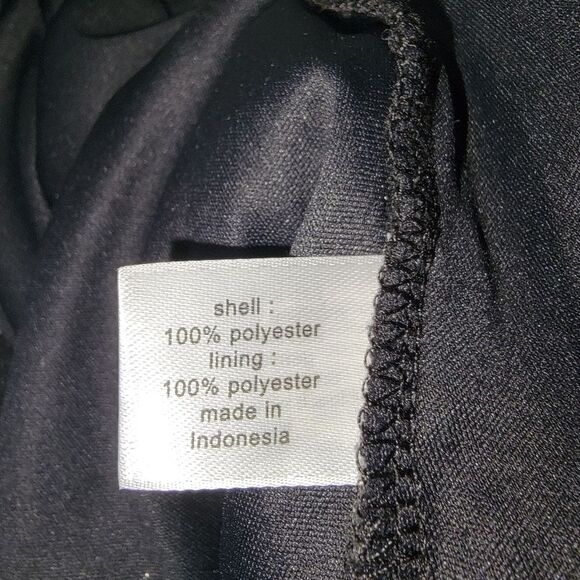 shell :
100% polyester
lining :
100% polyester
made in
Indonesia